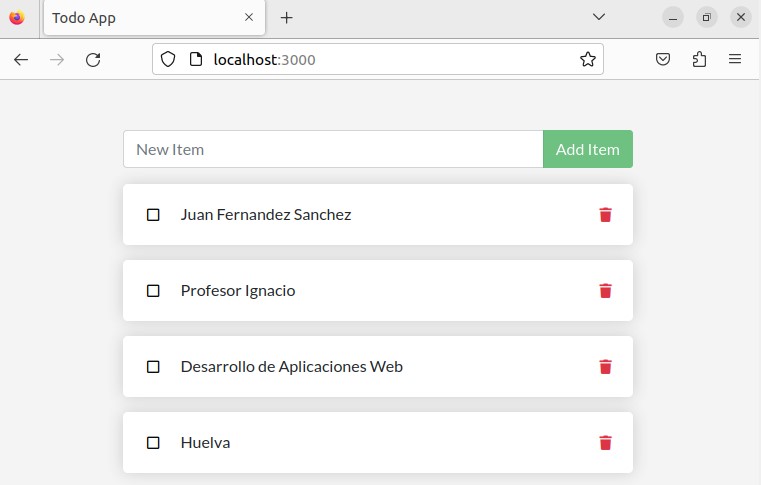 Todo App
localhost:3000
New Item
Add Item
Juan Fernandez Sanchez
Profesor Ignacio
Desarrollo de Aplicaciones Web
Huelva